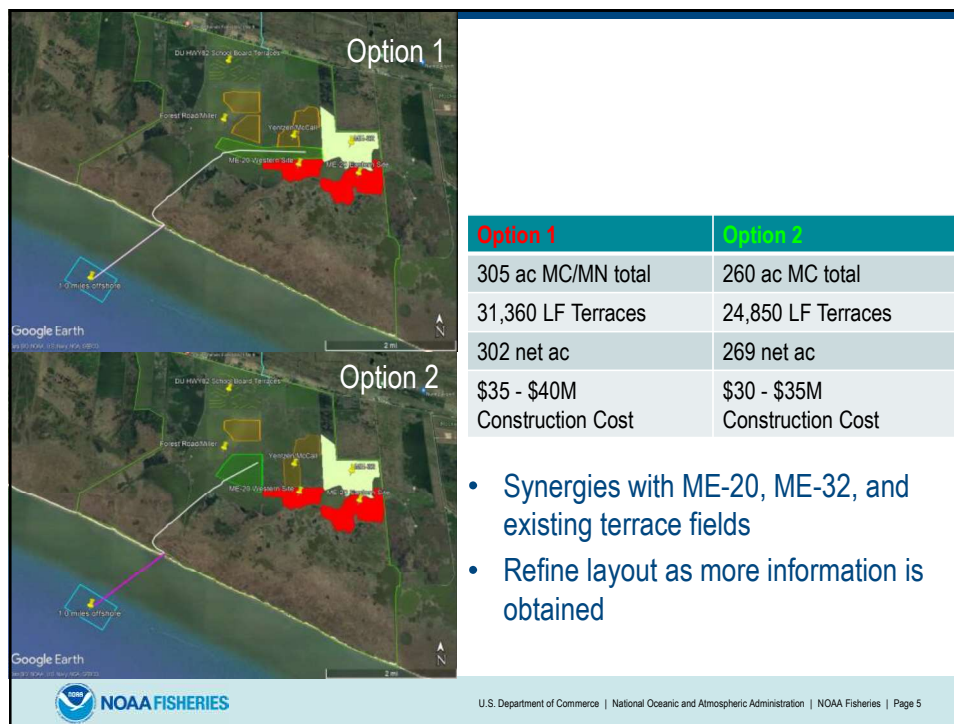 Option 1
DU HWY82 School Board Terraces
Forest Road/Miller
Yentzen McCall
ME-32
ME-20 Western Site
ME-20 Eastern Site
1.0 miles offshore
Google Earth
N
2 mi
Option 2
DU HWY82 School Board Terraces
Forest Road/Miller
Yentzen McCall
ME-32
ME-20 Western Site
1.0 miles offshore
Google Earth
N
2 mi
Option 1 Option 2
305 ac MC/MN total 260 ac MC total
31,360 LF Terraces 24,850 LF Terraces
302 net ac 269 net ac
$35 - $40M $30 - $35M
Construction Cost Construction Cost
• Synergies with ME-20, ME-32, and
existing terrace fields
• Refine layout as more information is
obtained
NOAA
NOAA FISHERIES
U.S. Department of Commerce | National Oceanic and Atmospheric Administration | NOAA Fisheries | Page 5